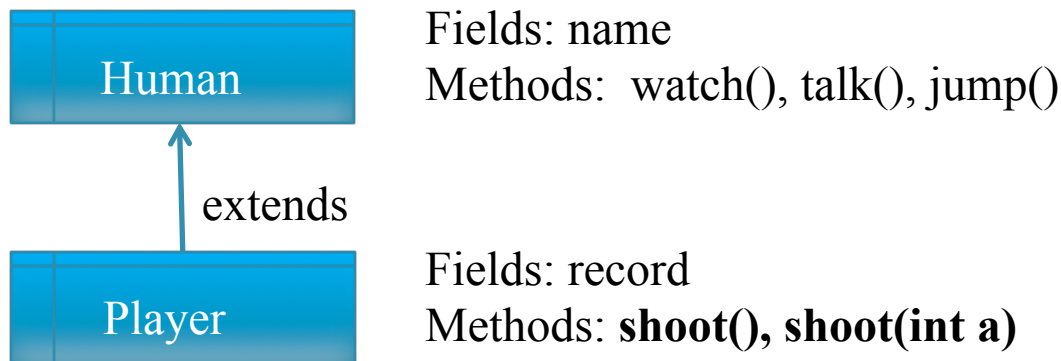 Human
Fields: name
Methods: watch(), talk(), jump()
extends
Player
Fields: record
Methods: shoot(), shoot(int a)